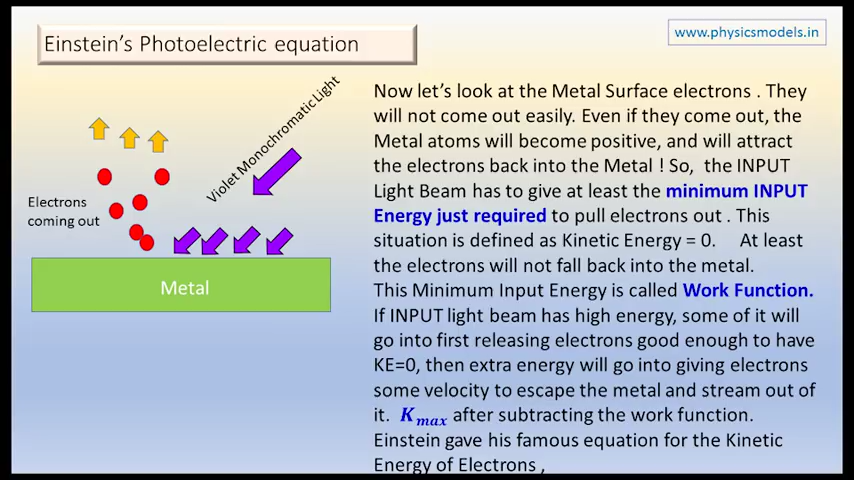 Einstein's Photoelectric equation
www.physicsmodels.in
Violet Monochromatic Light
Electrons
coming out
Metal
Now let's look at the Metal Surface electrons . They
will not come out easily. Even if they come out, the
Metal atoms will become positive, and will attract
the electrons back into the Metal ! So, the INPUT
Light Beam has to give at least the minimum INPUT
Energy just required to pull electrons out . This
situation is defined as Kinetic Energy = 0. At least
the electrons will not fall back into the metal.
This Minimum Input Energy is called Work Function.
If INPUT light beam has high energy, some of it will
go into first releasing electrons good enough to have
KE=0, then extra energy will go into giving electrons
some velocity to escape the metal and stream out of
it. K_max after subtracting the work function.
Einstein gave his famous equation for the Kinetic
Energy of Electrons ,